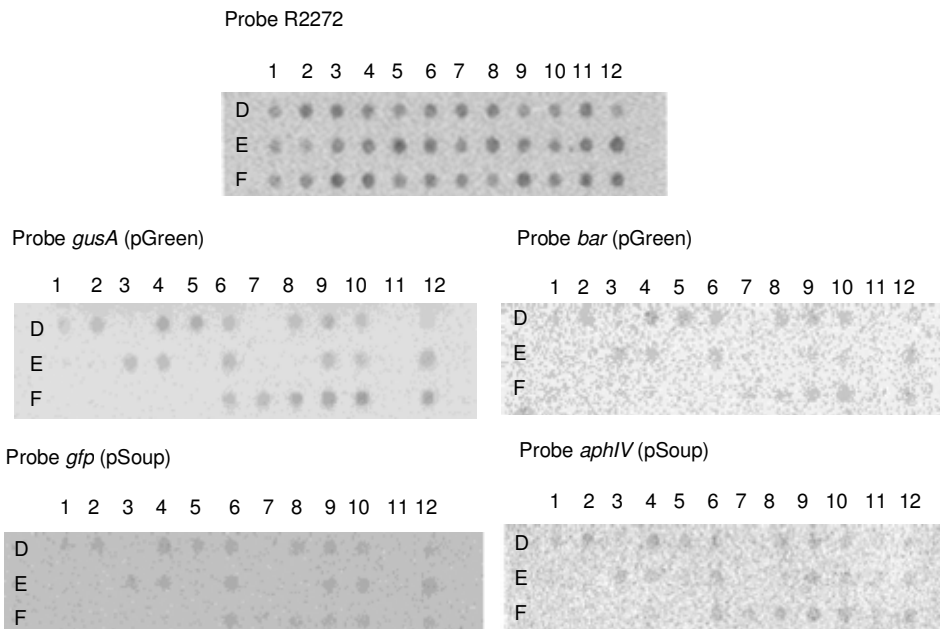 Probe R2272
1 2 3 4 5 6 7 8 9 10 11 12
D
E
F
Probe gusA (pGreen)
1 2 3 4 5 6 7 8 9 10 11 12
D
E
F
Probe bar (pGreen)
1 2 3 4 5 6 7 8 9 10 11 12
D
E
F
Probe gfp (pSoup)
1 2 3 4 5 6 7 8 9 10 11 12
D
E
F
Probe aphIV (pSoup)
1 2 3 4 5 6 7 8 9 10 11 12
D
E
F